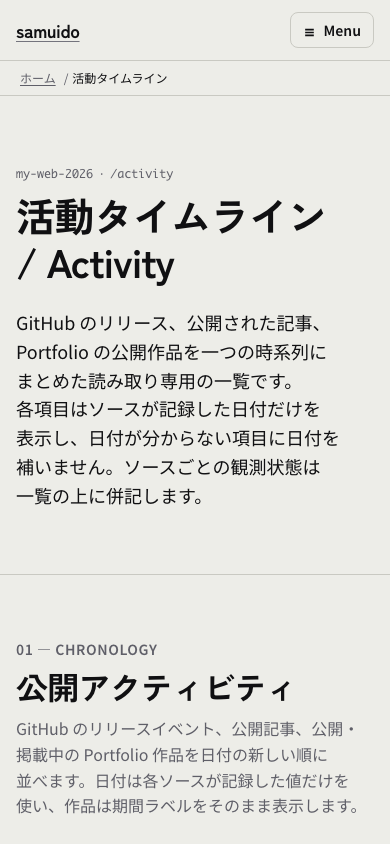 samuido
≡ Menu
ホーム / 活動タイムライン
my-web-2026 · /activity
活動タイムライン
/ Activity
GitHub のリリース、公開された記事、
Portfolio の公開作品を一つの時系列に
まとめた読み取り専用の一覧です。
各項目はソースが記録した日付だけを
表示し、日付が分からない項目に日付を
補いません。ソースごとの観測状態は
一覧の上に併記します。
01 — CHRONOLOGY
公開アクティビティ
GitHub のリリースイベント、公開記事、公開・
掲載中の Portfolio 作品を日付の新しい順に
並べます。日付は各ソースが記録した値だけを
使い、作品は期間ラベルをそのまま表示します。